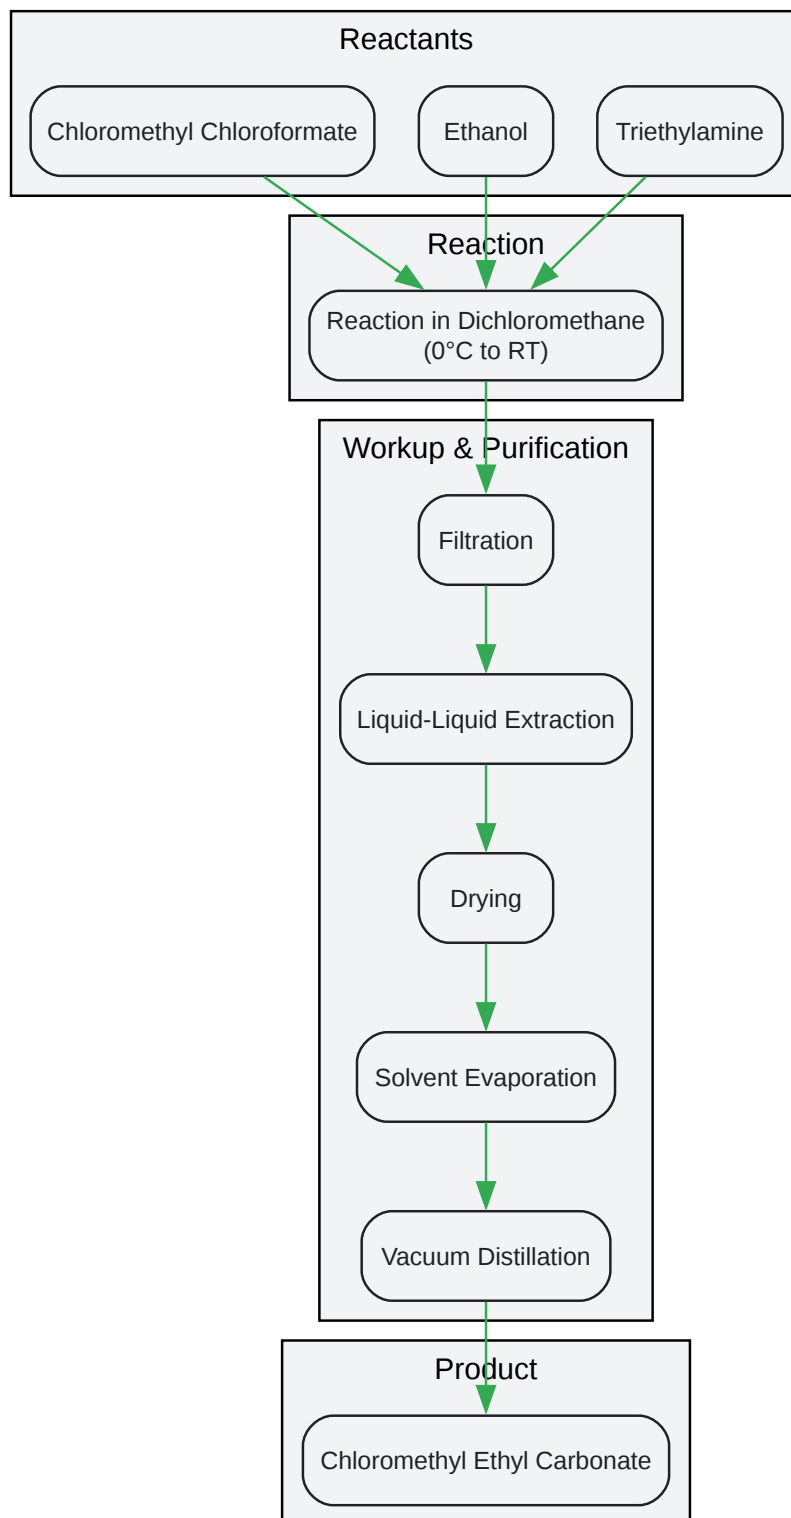 Reactants
Chloromethyl Chloroformate
Ethanol
Triethylamine
Reaction
Reaction in Dichloromethane
(0°C to RT)
Workup & Purification
Filtration
Liquid-Liquid Extraction
Drying
Solvent Evaporation
Vacuum Distillation
Product
Chloromethyl Ethyl Carbonate